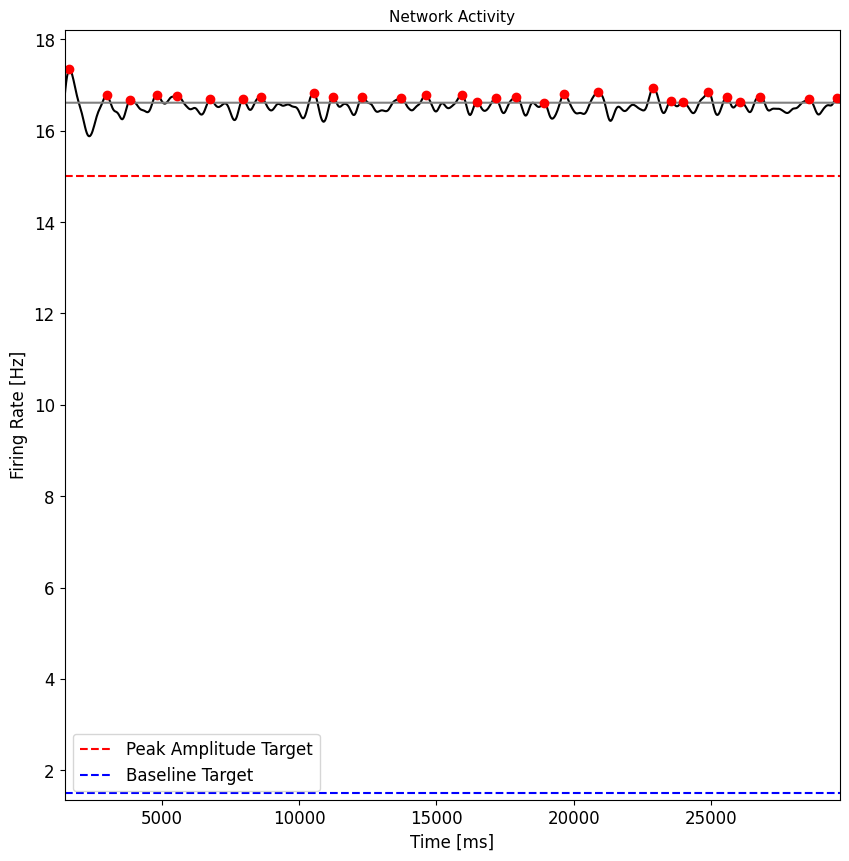 Network Activity
18
16
14
12
10
8
6
4
2
Firing Rate [Hz]
Peak Amplitude Target
Baseline Target
5000 10000 15000 20000 25000
Time [ms]